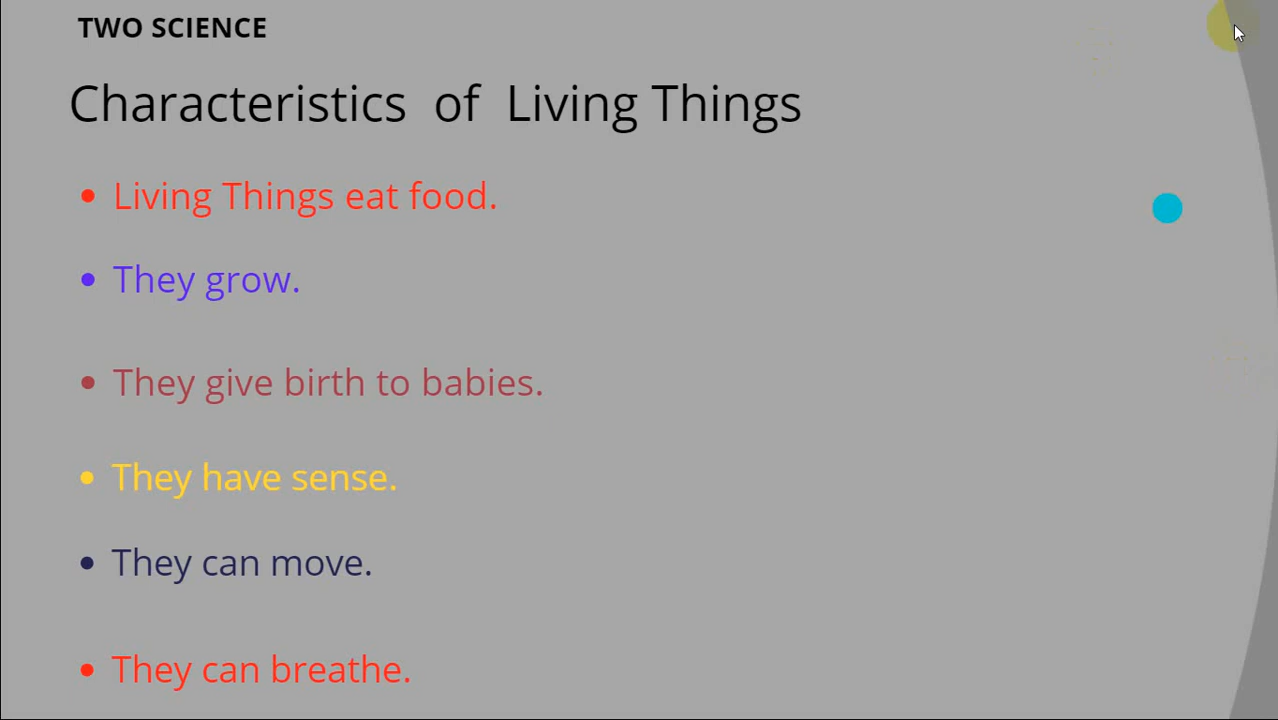 TWO SCIENCE
Characteristics of Living Things
• Living Things eat food.
• They grow.
• They give birth to babies.
• They have sense.
• They can move.
• They can breathe.